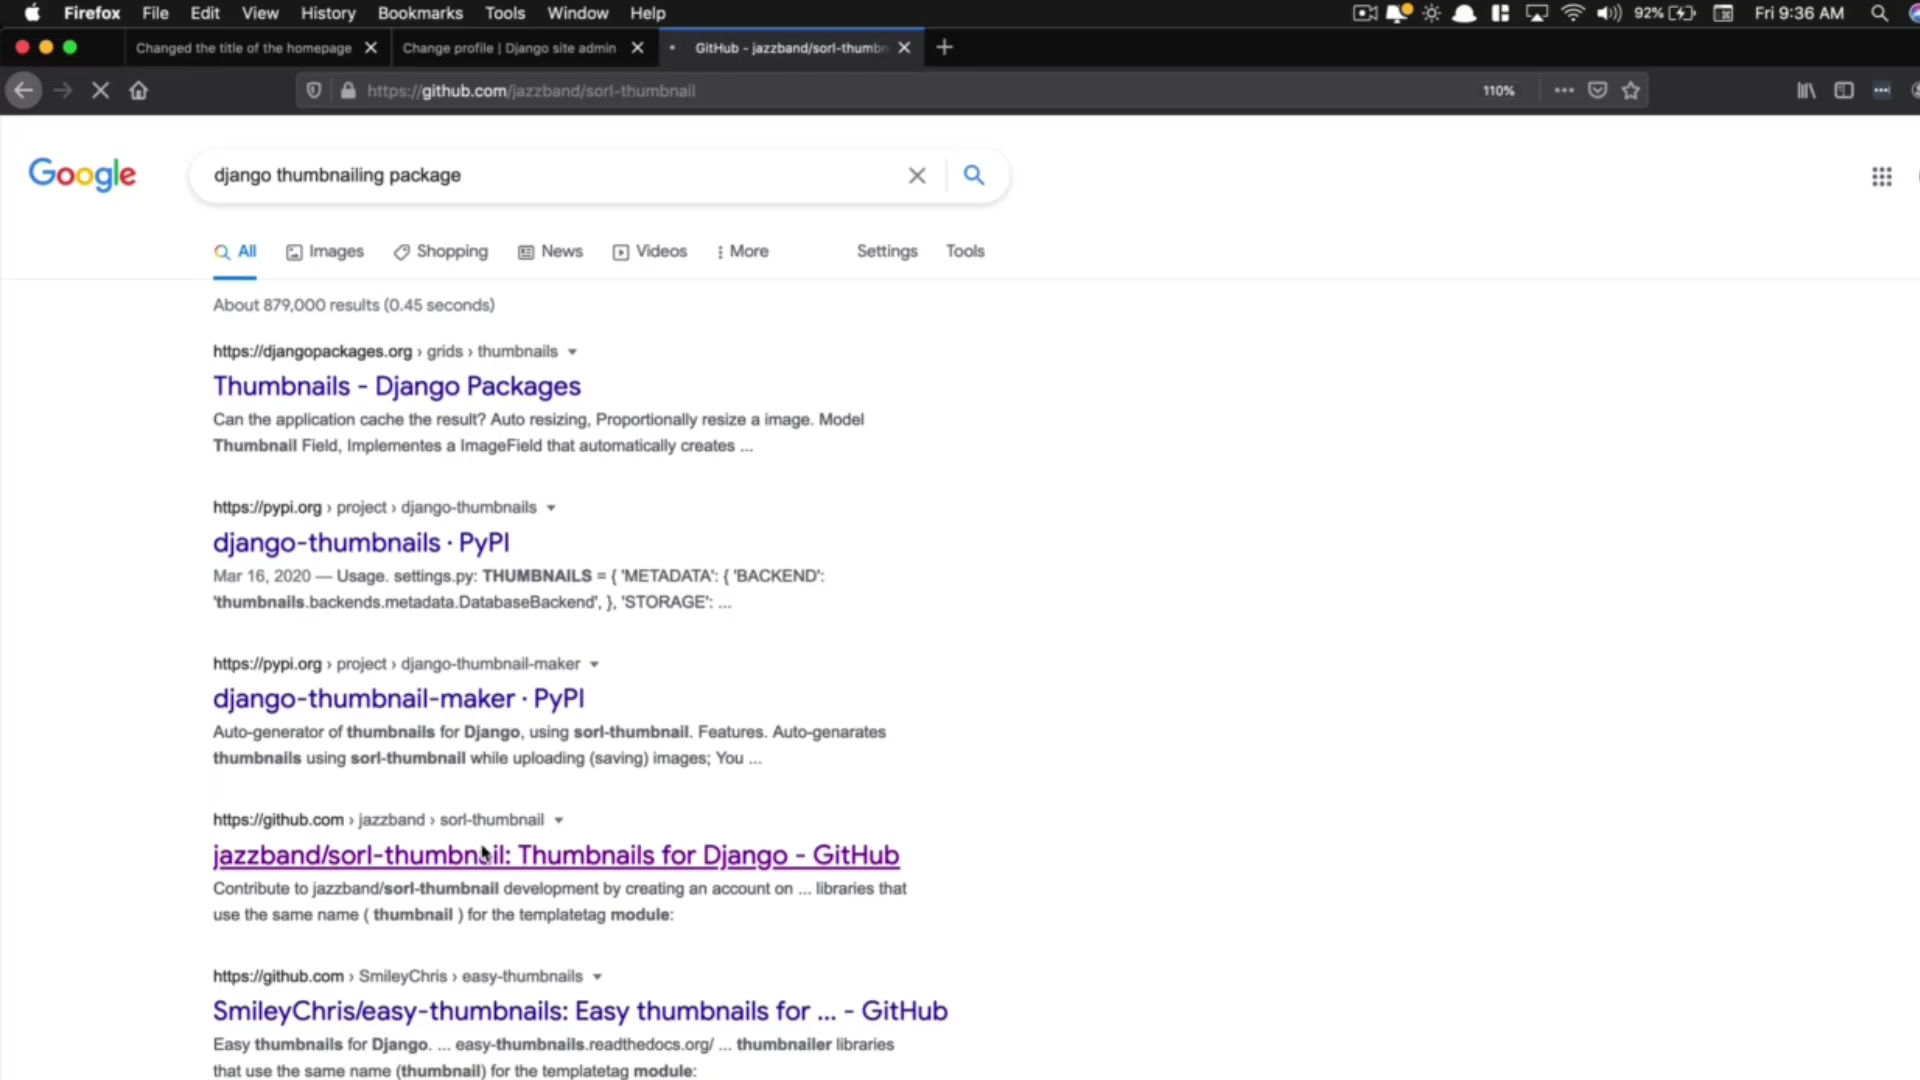 Firefox File Edit View History Bookmarks Tools Window Help 92% Fri 9:36 AM
Changed the title of the homepage Change profile | Django site admin GitHub - jazzband/sorl-thumbn
https://github.com/jazzband/sorl-thumbnail 110%
Google django thumbnailing package
All Images Shopping News Videos More Settings Tools
About 879,000 results (0.45 seconds)
https://djangopackages.org › grids › thumbnails
Thumbnails - Django Packages
Can the application cache the result? Auto resizing, Proportionally resize a image. Model
Thumbnail Field, Implementes a ImageField that automatically creates ...
https://pypi.org › project › django-thumbnails
django-thumbnails · PyPI
Mar 16, 2020 — Usage. settings.py: THUMBNAILS = { 'METADATA': { 'BACKEND':
'thumbnails.backends.metadata.DatabaseBackend', }, 'STORAGE': ...
https://pypi.org › project › django-thumbnail-maker
django-thumbnail-maker · PyPI
Auto-generator of thumbnails for Django, using sorl-thumbnail. Features. Auto-genarates
thumbnails using sorl-thumbnail while uploading (saving) images; You ...
https://github.com › jazzband › sorl-thumbnail
jazzband/sorl-thumbnail: Thumbnails for Django - GitHub
Contribute to jazzband/sorl-thumbnail development by creating an account on ... libraries that
use the same name ( thumbnail ) for the templatetag module:
https://github.com › SmileyChris › easy-thumbnails
SmileyChris/easy-thumbnails: Easy thumbnails for ... - GitHub
Easy thumbnails for Django. ... easy-thumbnails.readthedocs.org/ ... thumbnailer libraries
that use the same name (thumbnail) for the templatetag module: